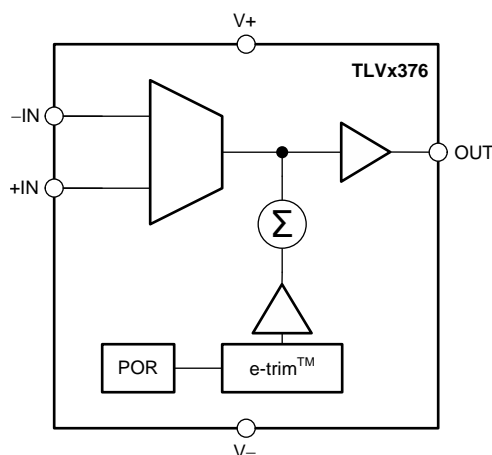 V+
TLVx376
−IN
OUT
+IN
Σ
POR
e-trim™
V−